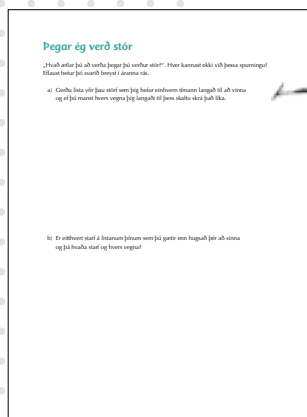 Þegar ég verð stór
„Hvað ætlar þú að verða þegar þú verður stór?“. Hver kannast ekki við þessa spurningu?
Eflaust hefur þó svarið breyst í áranna rás.
a) Gerðu lista yfir þau störf sem þig hefur einhvern tímann langað til að vinna
og ef þú manst hvers vegna þig langaði til þess skaltu skrá það líka.
b) Er eitthvert starf á listanum þínum sem þú gætir enn hugsað þér að sinna
og þá hvaða starf og hvers vegna?